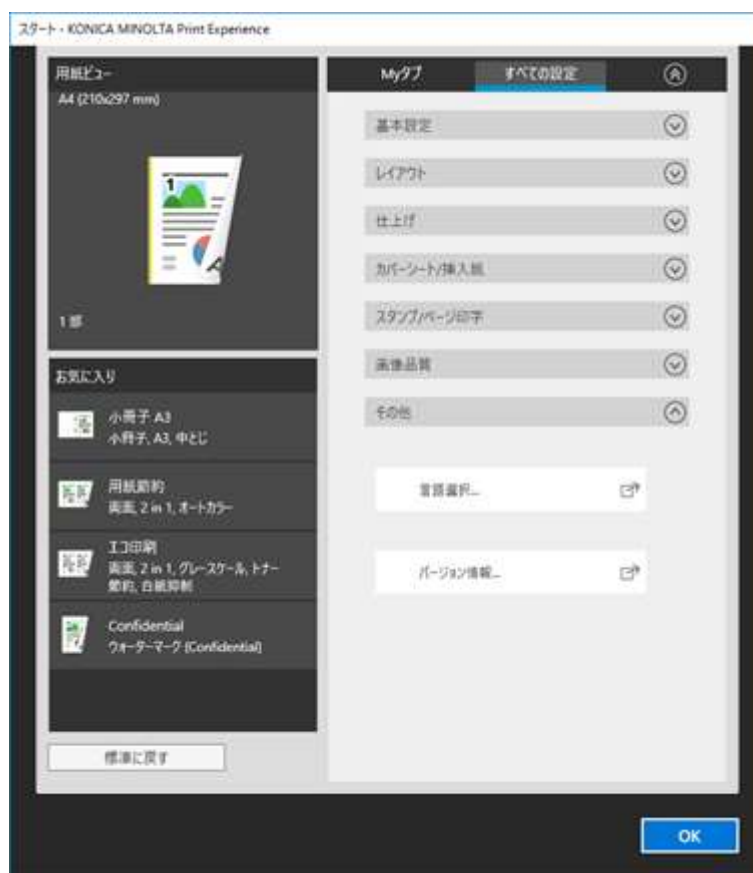 スタート - KONICA MINOLTA Print Experience
用紙ビュー
A4 (210x297 mm)
1
1 部
お気に入り
小冊子 A3
小冊子, A3, 中とじ
用紙節約
両面, 2 in 1, オートカラー
エコ印刷
両面, 2 in 1, グレースケール, トナー
節約, 白紙抑制
Confidential
ウォーターマーク (Confidential)
標準に戻す
Myタブ
すべての設定
基本設定
レイアウト
仕上げ
カバーシート/挿入紙
スタンプ/ページ印字
画像品質
その他
言語選択...
バージョン情報...
OK